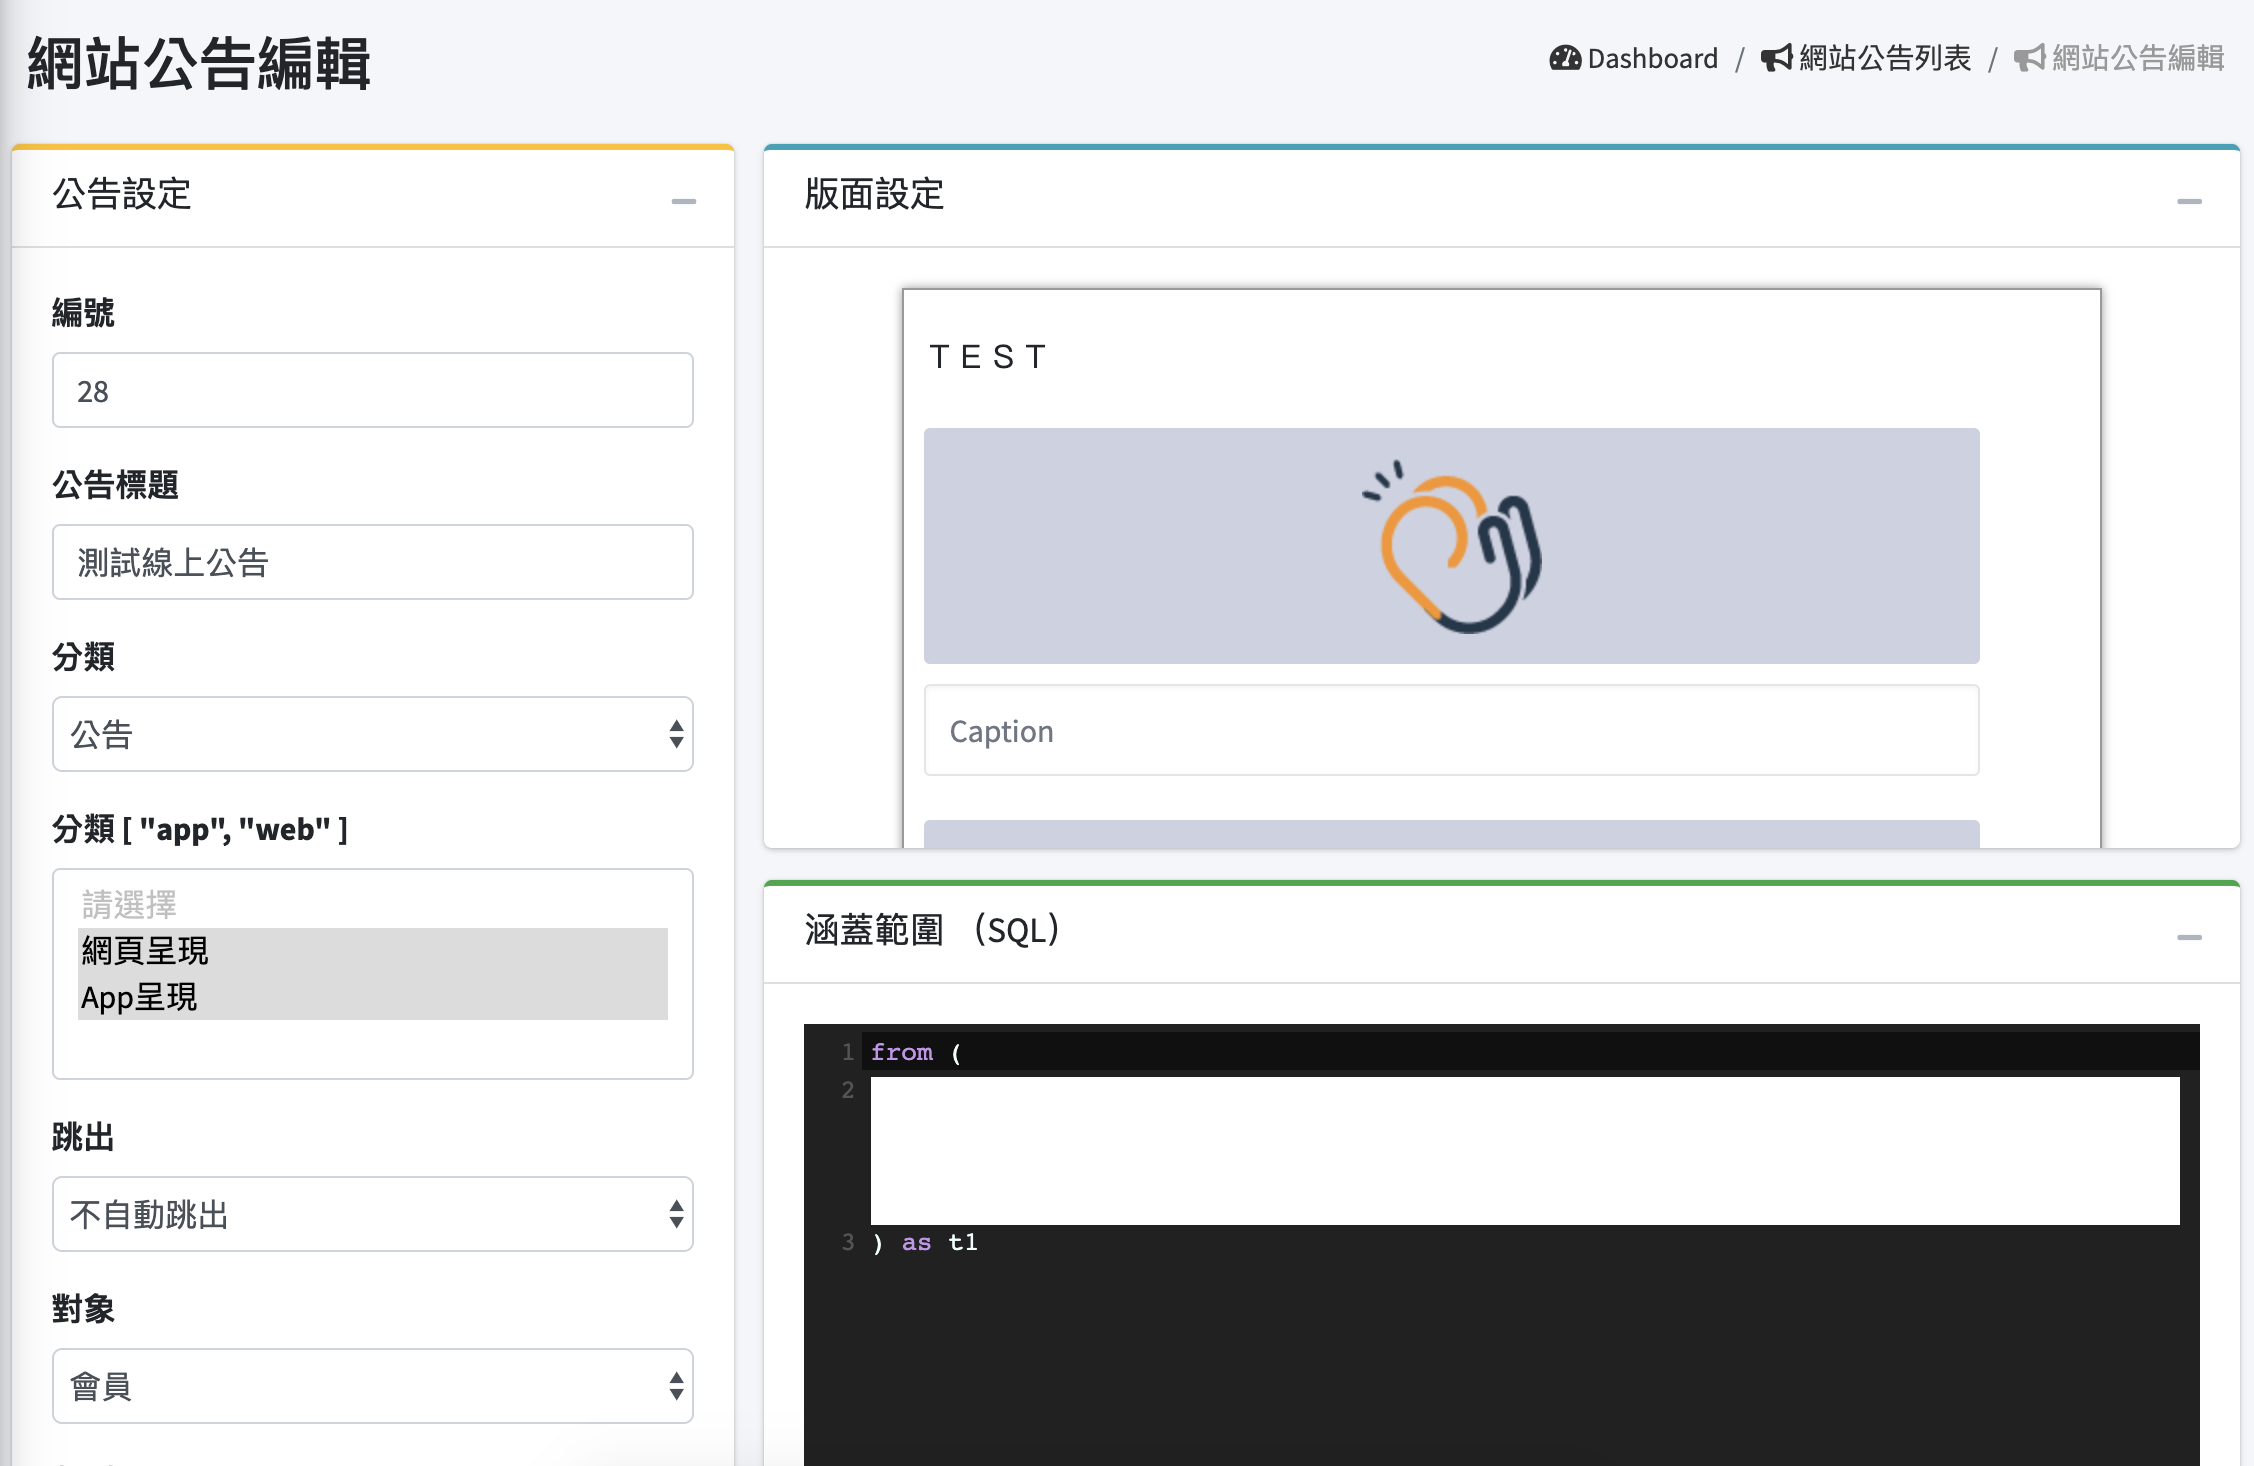 網站公告編輯
Dashboard / 網站公告列表 / 網站公告編輯
公告設定
編號
28
公告標題
測試線上公告
分類
公告
分類 [ "app", "web" ]
請選擇
網頁呈現
App呈現
跳出
不自動跳出
對象
會員
版面設定
TEST
Caption
涵蓋範圍 （SQL）
1 from (
2
3 ) as t1